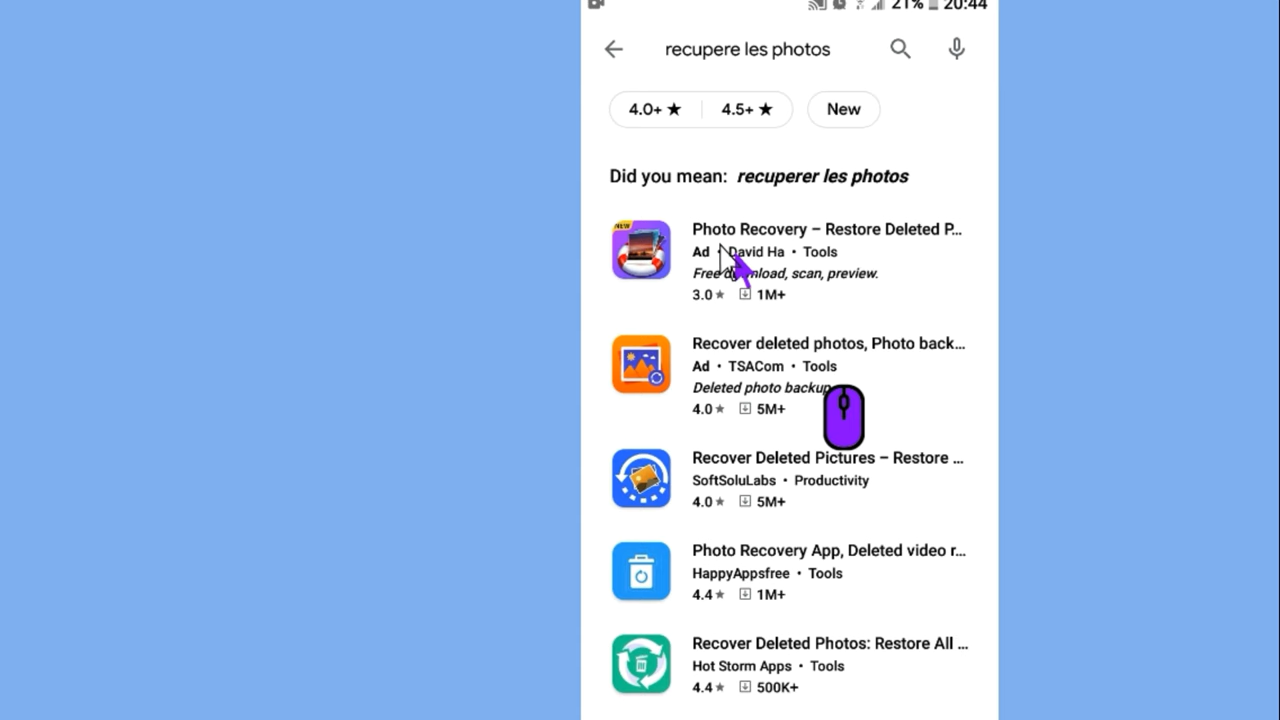 21% 20:44
recupere les photos
4.0+ ★ 4.5+ ★ New
Did you mean: recuperer les photos
NEW
Photo Recovery – Restore Deleted P...
Ad • David Ha • Tools
Free download, scan, preview.
3.0 ★ 1M+
Recover deleted photos, Photo back...
Ad • TSACom • Tools
Deleted photo backup
4.0 ★ 5M+
Recover Deleted Pictures – Restore ...
SoftSoluLabs • Productivity
4.0 ★ 5M+
Photo Recovery App, Deleted video r...
HappyAppsfree • Tools
4.4 ★ 1M+
Recover Deleted Photos: Restore All ...
Hot Storm Apps • Tools
4.4 ★ 500K+